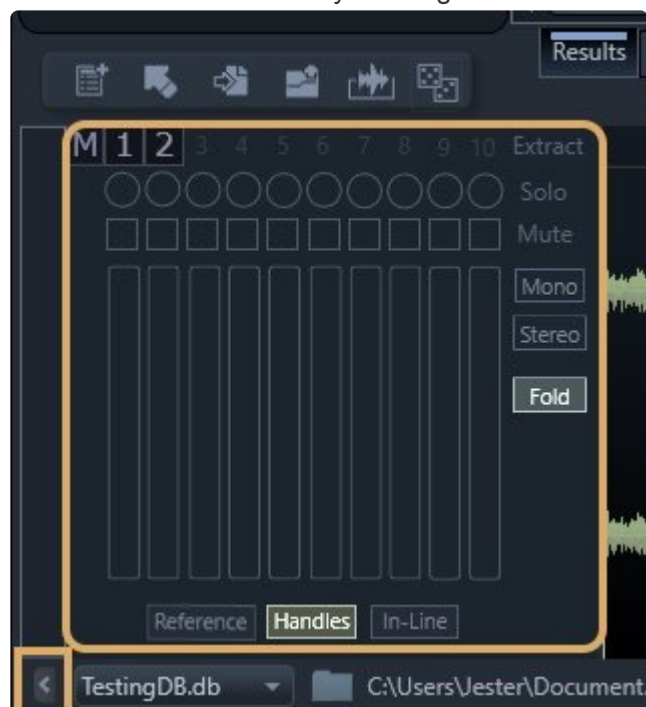 Results
M 1 2 3 4 5 6 7 8 9 10 Extract
Solo
Mute
Mono
Stereo
Fold
Reference Handles In-Line
< TestingDB.db C:\Users\Jester\Document.